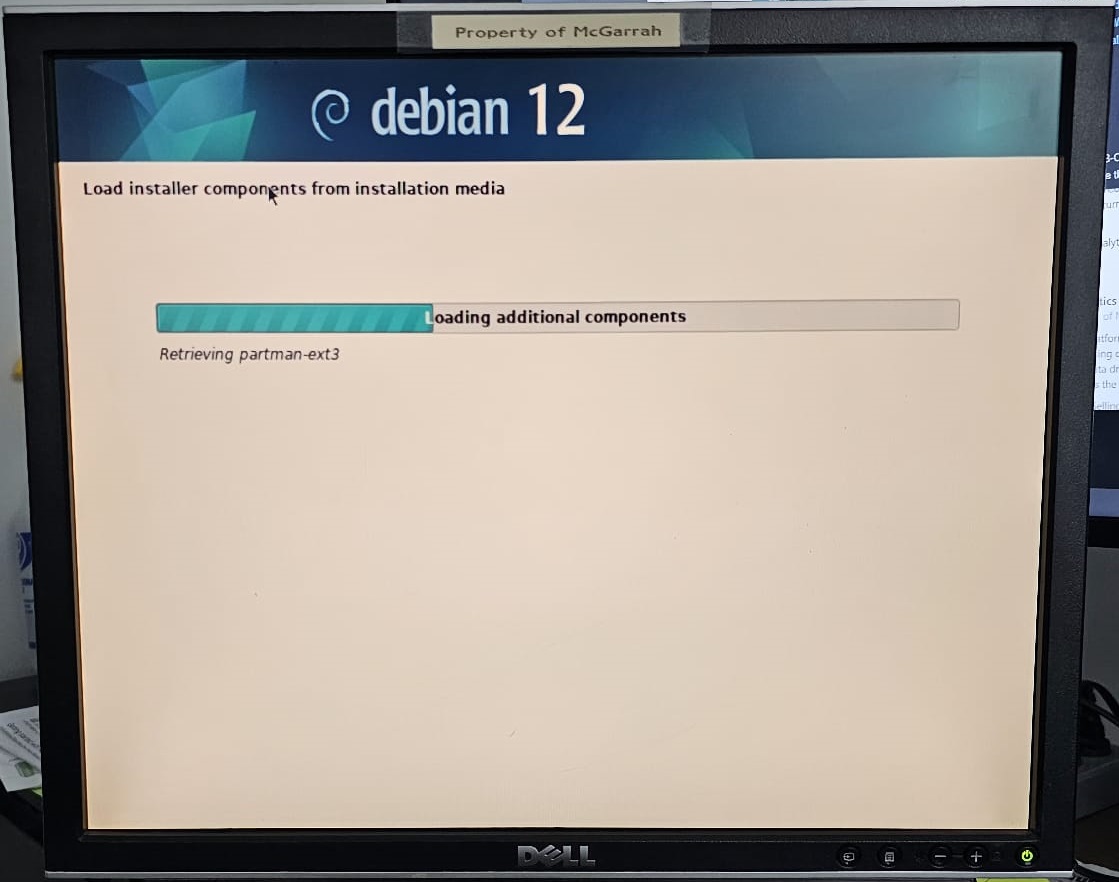 Property of McGarrah
debian 12
Load installer components from installation media
Loading additional components
Retrieving partman-ext3
DELL